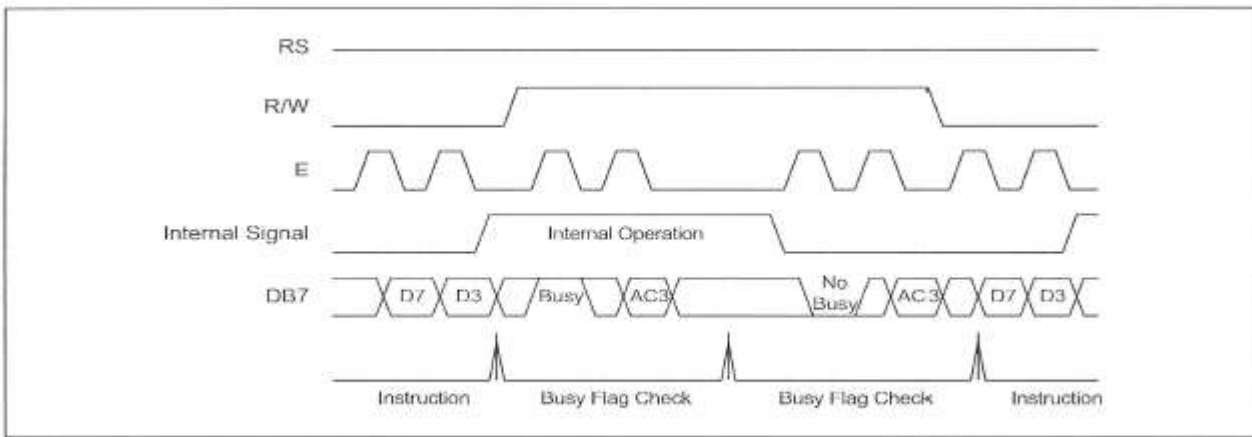 RS
R/W
E
Internal Signal
Internal Operation
DB7
D7
D3
Busy
AC3
No
Busy
AC3
D7
D3
Instruction
Busy Flag Check
Busy Flag Check
Instruction